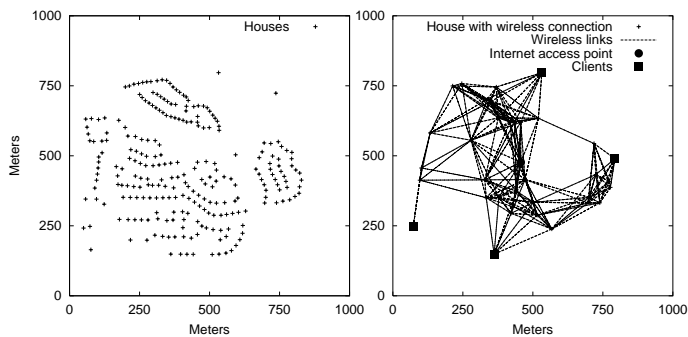 1000
750
500
250
0
Meters
0 250 500 750 1000
Meters
Houses
1000
750
500
250
0
0 250 500 750 1000
Meters
House with wireless connection
Wireless links
Internet access point
Clients